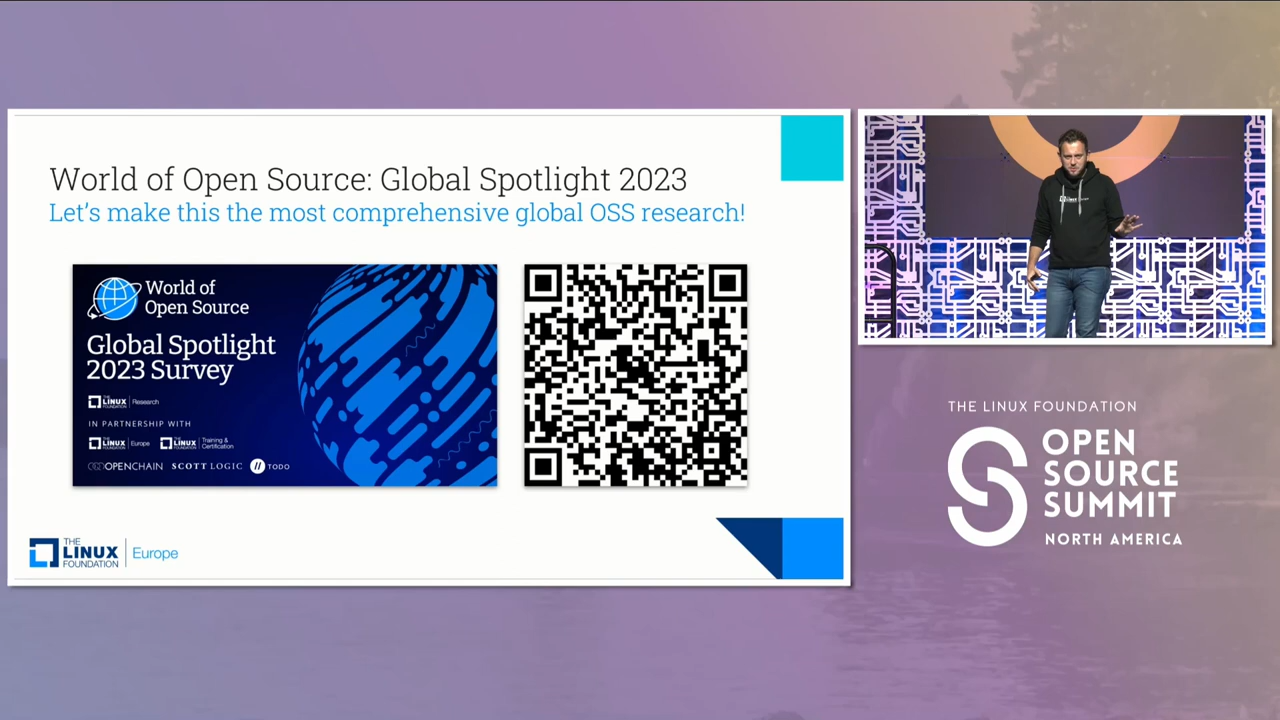 World of Open Source: Global Spotlight 2023
Let's make this the most comprehensive global OSS research!
World of
Open Source
Global Spotlight
2023 Survey
THE LINUX FOUNDATION Research
IN PARTNERSHIP WITH
THE LINUX FOUNDATION Europe
THE LINUX FOUNDATION Training & Certification
OPENCHAIN SCOTT LOGIC TODO
THE
LINUX
FOUNDATION
Europe
THE LINUX FOUNDATION
OPEN
SOURCE
SUMMIT
NORTH AMERICA